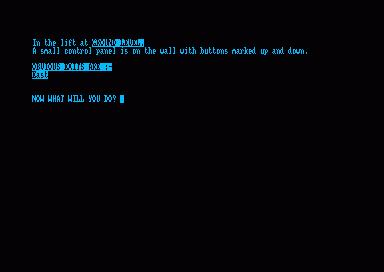 In the lift at GROUND LEVEL.
A small control panel is on the wall with buttons marked up and down.
OBVIOUS EXITS ARE :-
East
NOW WHAT WILL YOU DO?